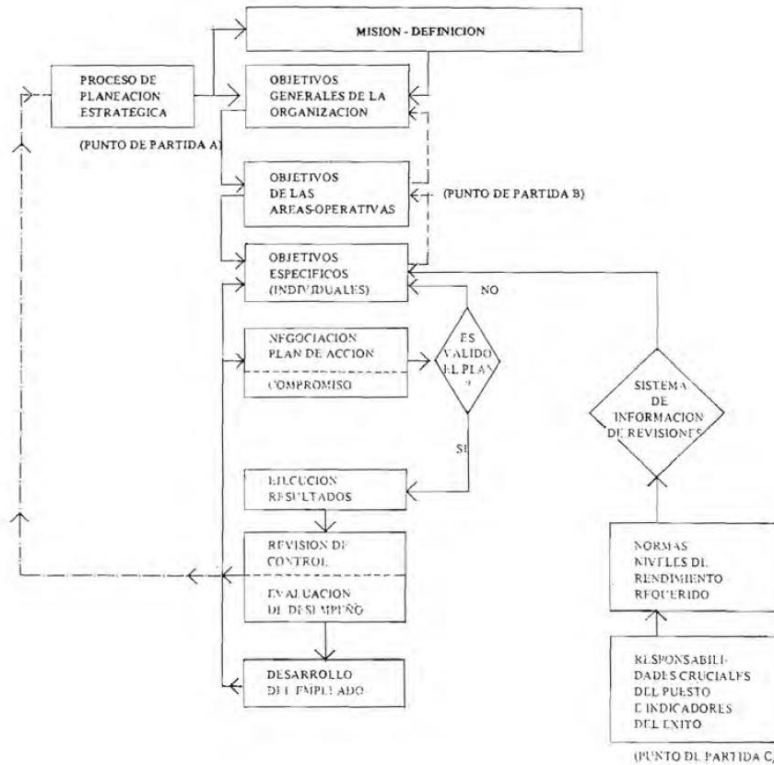 MISION - DEFINICION
PROCESO DE
PLANEACION
ESTRATEGICA
(PUNTO DE PARTIDA A)
OBJETIVOS
GENERALES DE LA
ORGANIZACION
OBJETIVOS
DE LAS
AREAS-OPERATIVAS
(PUNTO DE PARTIDA B)
OBJETIVOS
ESPECIFICOS
(INDIVIDUALES)
NO
NEGOCIACION
PLAN DE ACCION
COMPROMISO
ES
VALIDO
EL PLAN
?
SI
SISTEMA
DE
INFORMACION
DE REVISIONES
EJECUCION
RESULTADOS
REVISION DE
CONTROL
EVALUACION
DE DESEMPEÑO
DESARROLLO
DEL EMPLEADO
NORMAS
NIVELES DE
RENDIMIENTO
REQUERIDO
RESPONSABILI-
DADES CRUCIALES
DEL PUESTO
E INDICADORES
DEL EXITO
(PUNTO DE PARTIDA C)